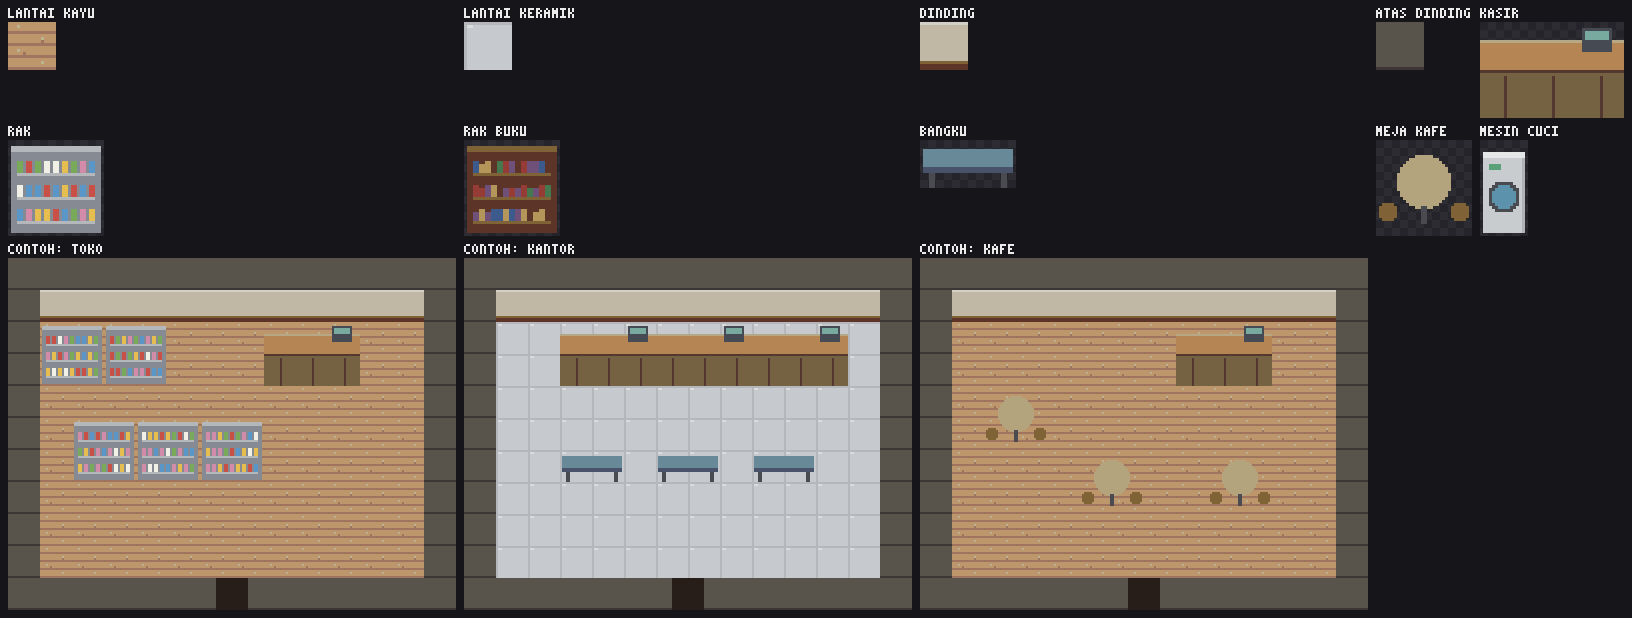 LANTAI KAYU
LANTAI KERAMIK
DINDING
ATAS DINDING
KASIR
RAK
RAK BUKU
BANGKU
MEJA KAFE
MESIN CUCI
CONTOH: TOKO
CONTOH: KANTOR
CONTOH: KAFE